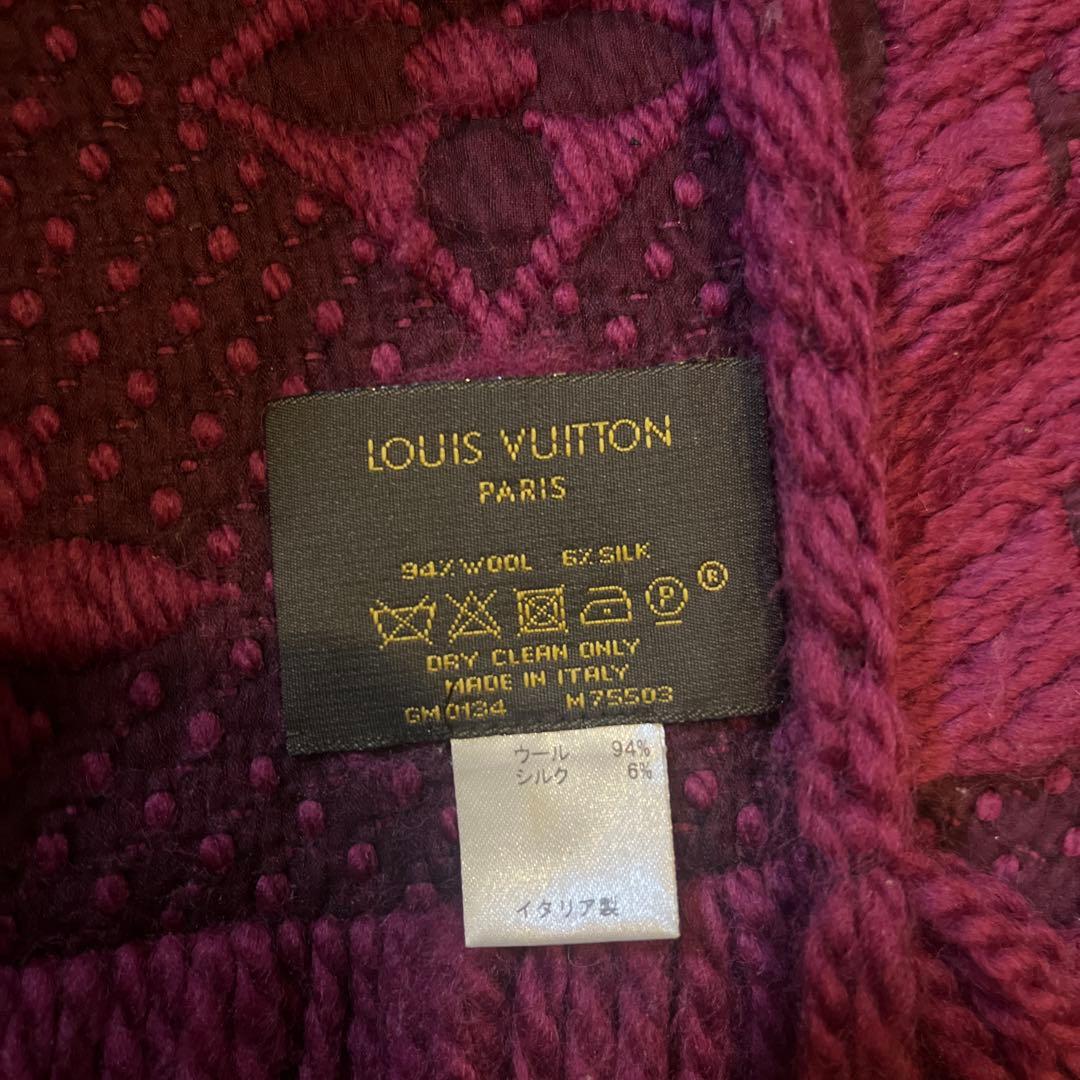 LOUIS VUITTON
PARIS
94% WOOL 6% SILK
P ®
DRY CLEAN ONLY
MADE IN ITALY
GM0134 M75503
ウール 94%
シルク 6%
イタリア製